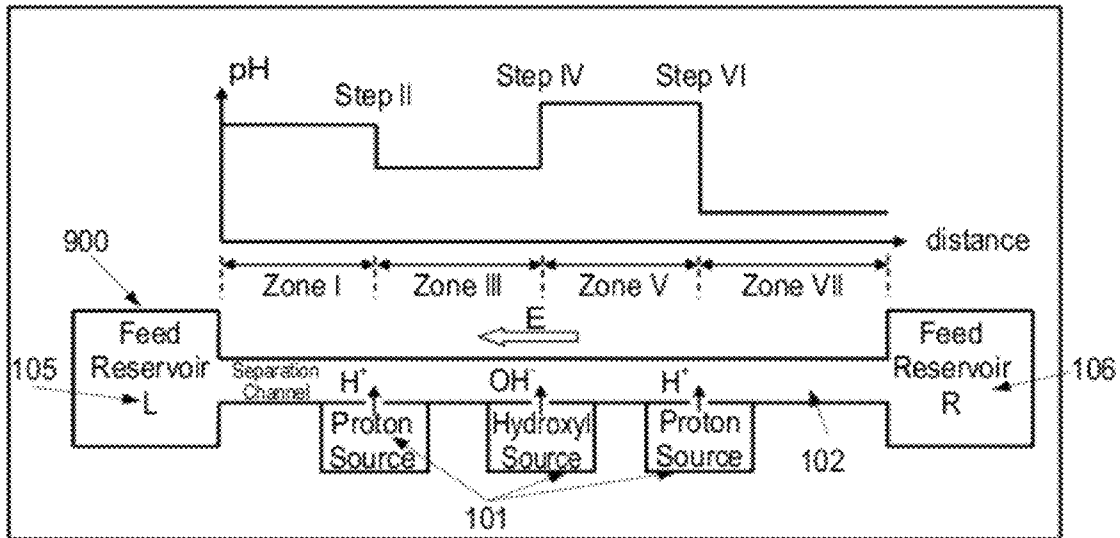 pH
Step II
Step IV
Step VI
distance
900
Zone I
Zone III
Zone V
Zone VII
E
Feed
Reservoir
L
Feed
Reservoir
R
105
106
Separation
Channel
H+
OH-
H+
Proton
Source
Hydroxyl
Source
Proton
Source
102
101